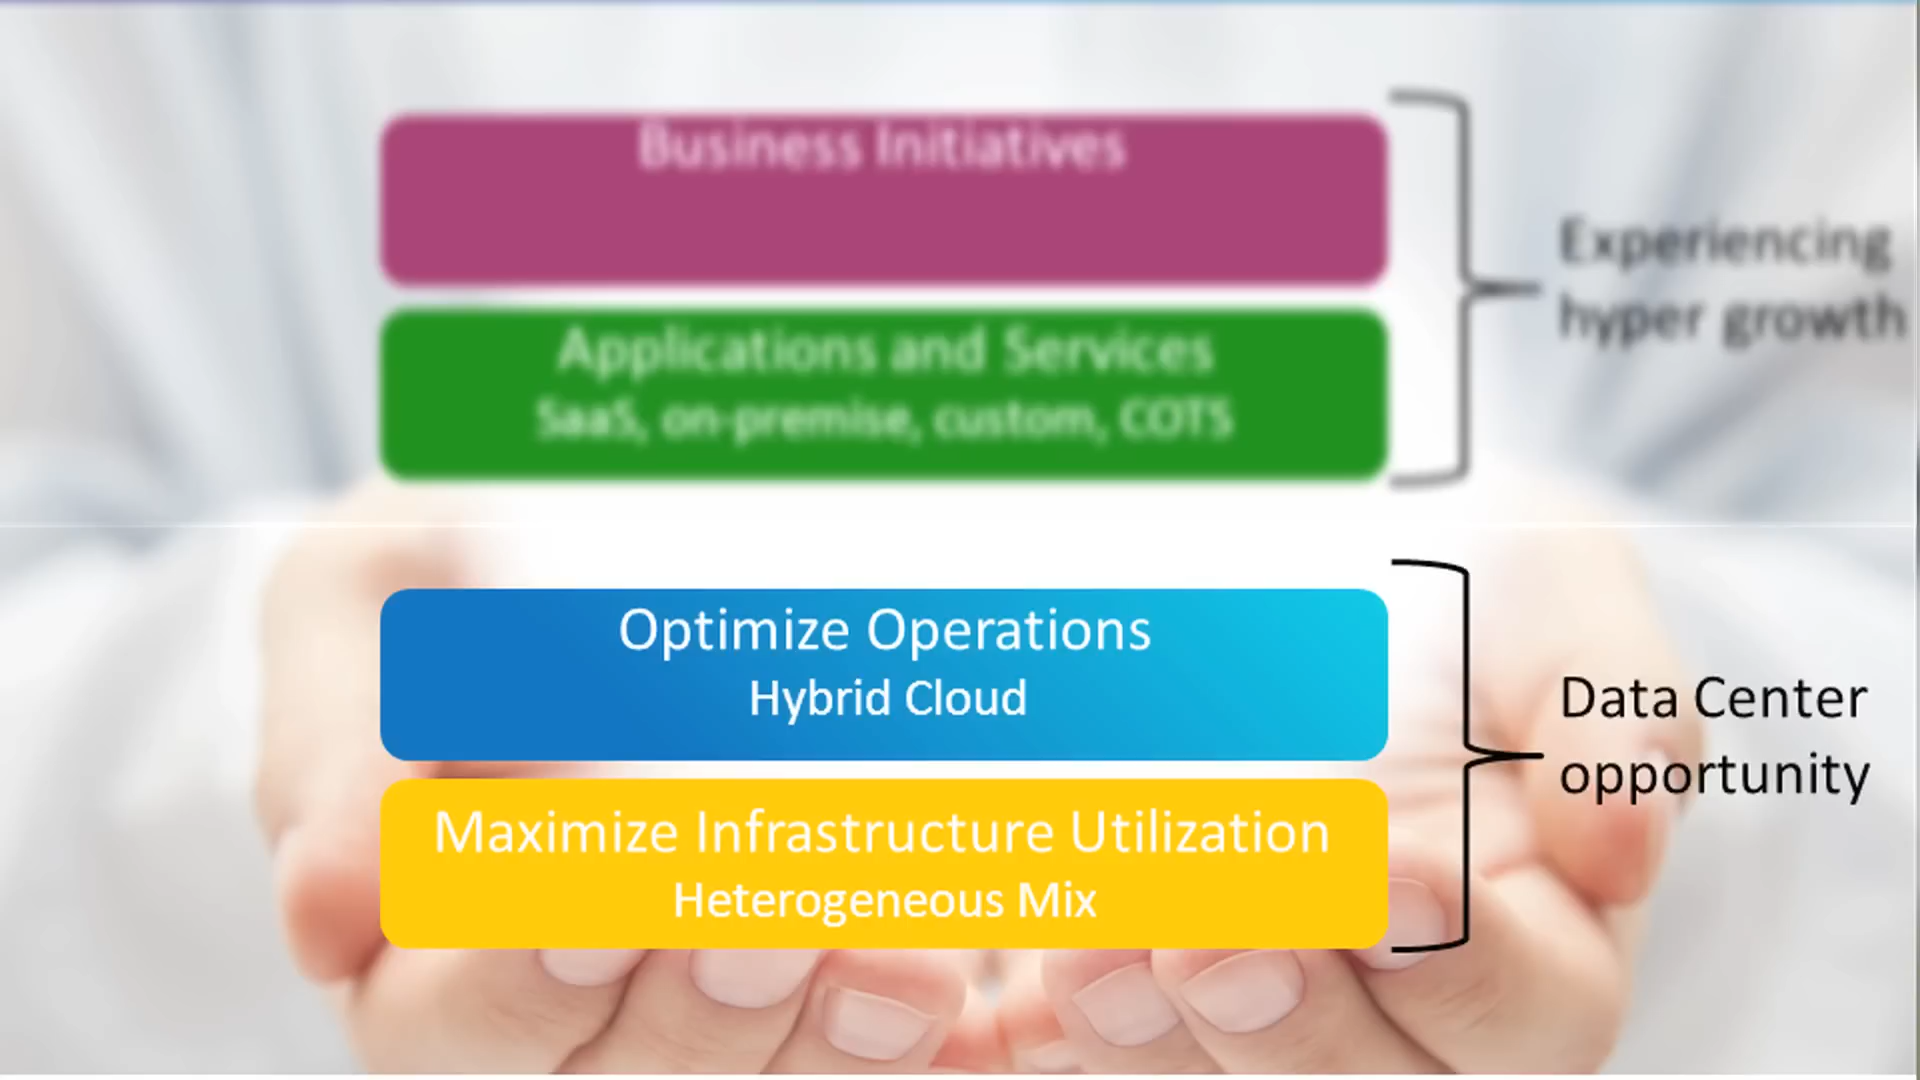 Business Initiatives
Applications and Services
SaaS, on-premise, custom, COTS
Experiencing
hyper growth
Optimize Operations
Hybrid Cloud
Maximize Infrastructure Utilization
Heterogeneous Mix
Data Center
opportunity